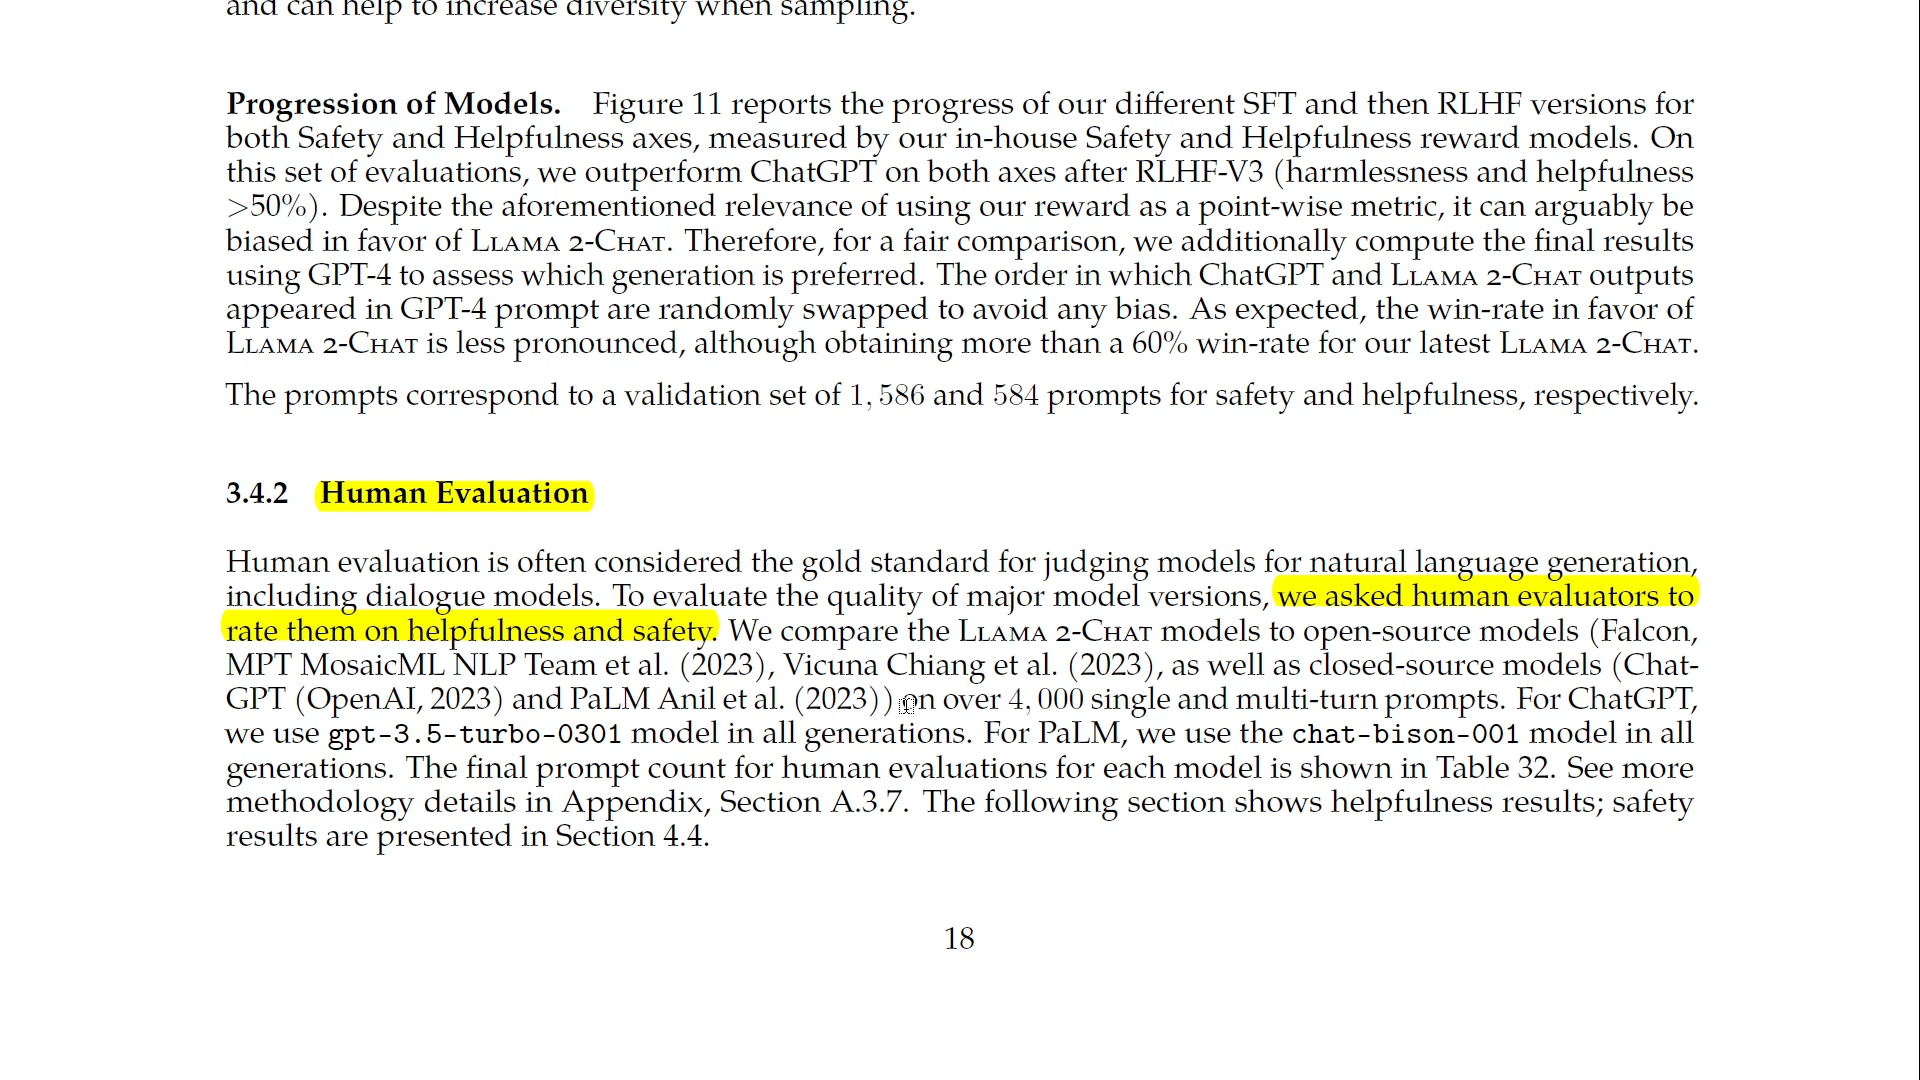 and can help to increase diversity when sampling.
Progression of Models. Figure 11 reports the progress of our different SFT and then RLHF versions for
both Safety and Helpfulness axes, measured by our in-house Safety and Helpfulness reward models. On
this set of evaluations, we outperform ChatGPT on both axes after RLHF-V3 (harmlessness and helpfulness
>50%). Despite the aforementioned relevance of using our reward as a point-wise metric, it can arguably be
biased in favor of LLAMA 2-CHAT. Therefore, for a fair comparison, we additionally compute the final results
using GPT-4 to assess which generation is preferred. The order in which ChatGPT and LLAMA 2-CHAT outputs
appeared in GPT-4 prompt are randomly swapped to avoid any bias. As expected, the win-rate in favor of
LLAMA 2-CHAT is less pronounced, although obtaining more than a 60% win-rate for our latest LLAMA 2-CHAT.
The prompts correspond to a validation set of 1, 586 and 584 prompts for safety and helpfulness, respectively.
3.4.2 Human Evaluation
Human evaluation is often considered the gold standard for judging models for natural language generation,
including dialogue models. To evaluate the quality of major model versions, we asked human evaluators to
rate them on helpfulness and safety. We compare the LLAMA 2-CHAT models to open-source models (Falcon,
MPT MosaicML NLP Team et al. (2023), Vicuna Chiang et al. (2023), as well as closed-source models (Chat-
GPT (OpenAI, 2023) and PaLM Anil et al. (2023)) on over 4, 000 single and multi-turn prompts. For ChatGPT,
we use gpt-3.5-turbo-0301 model in all generations. For PaLM, we use the chat-bison-001 model in all
generations. The final prompt count for human evaluations for each model is shown in Table 32. See more
methodology details in Appendix, Section A.3.7. The following section shows helpfulness results; safety
results are presented in Section 4.4.
18